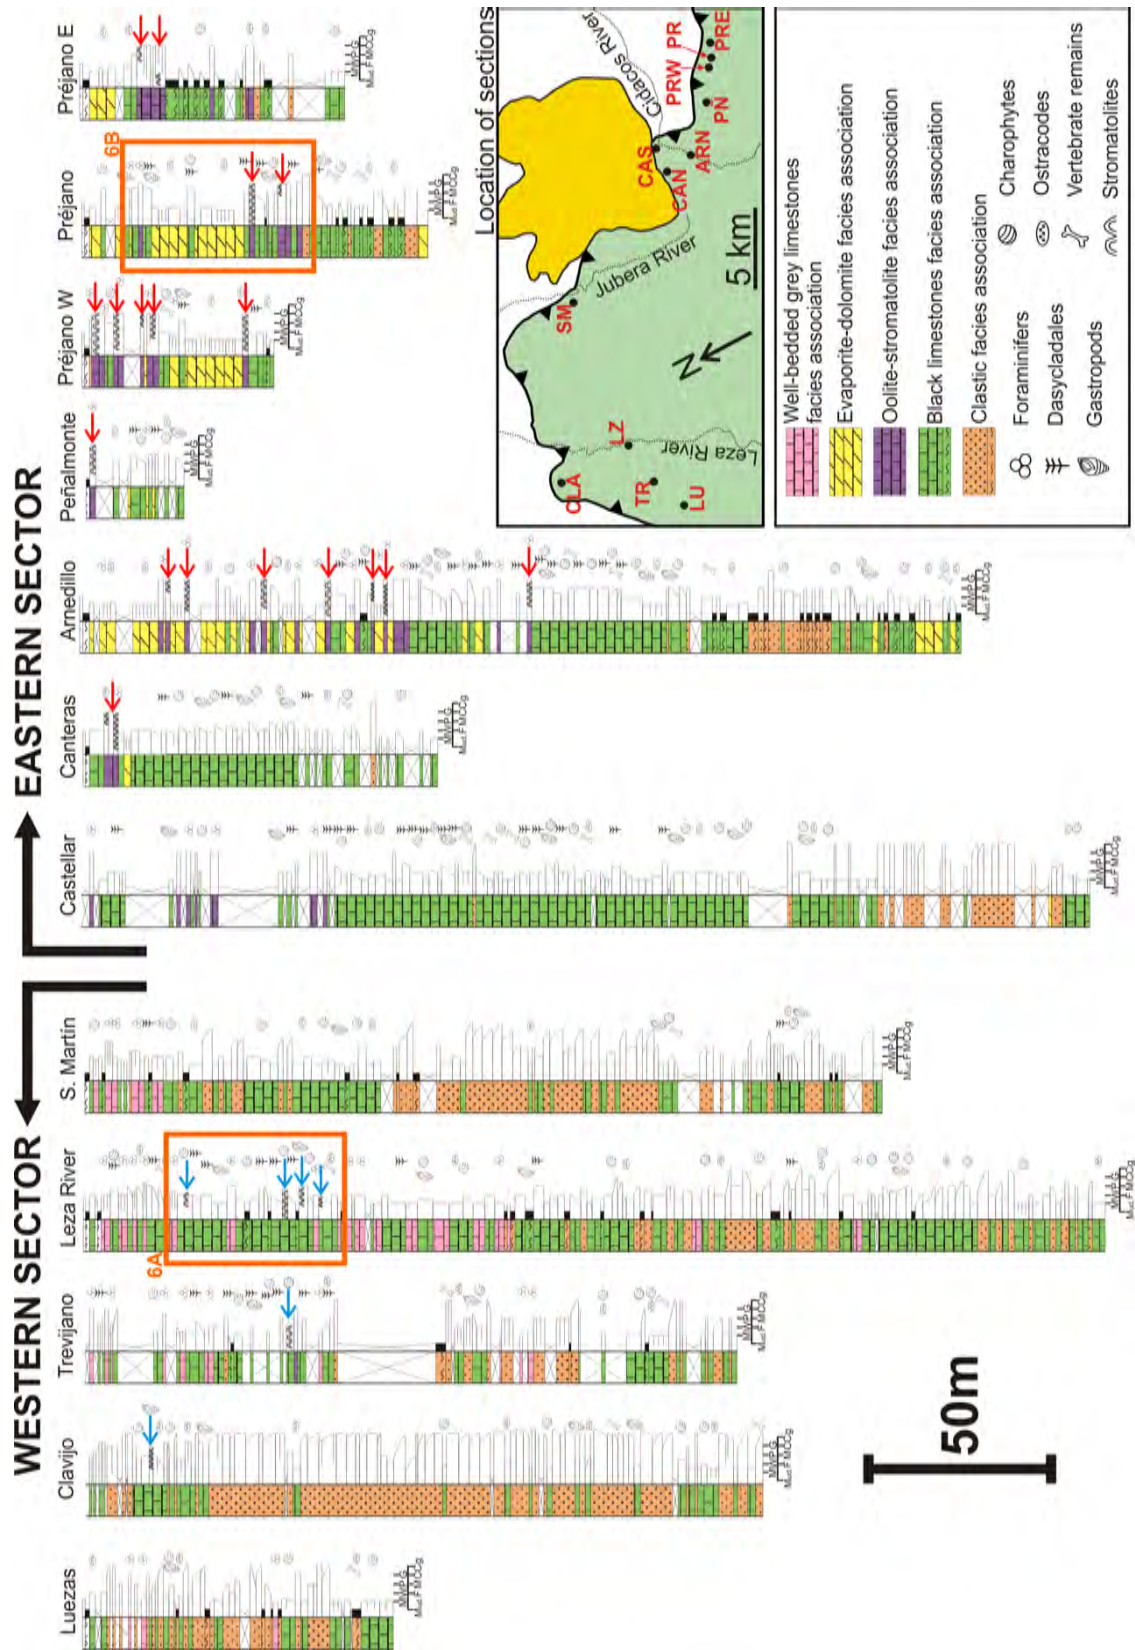 WESTERN SECTOR
EASTERN SECTOR
Luezas
Clavijo
Trevijano
Leza River
S. Martín
Castellar
Canteras
Arnedillo
Peñalmonte
Préjano W
Préjano
Préjano E
6A
6B
50m
Location of sections
CLA
TR
LU
LZ
Leza River
SM
Jubera River
CAN
CAS
ARN
Cidacos River
PN
PRW
PR
PRE
N
5 km
Well-bedded grey limestones
facies association
Evaporite-dolomite facies association
Oolite-stromatolite facies association
Black limestones facies association
Clastic facies association
Foraminifers
Charophytes
Dasycladales
Ostracodes
Gastropods
Vertebrate remains
Stromatolites